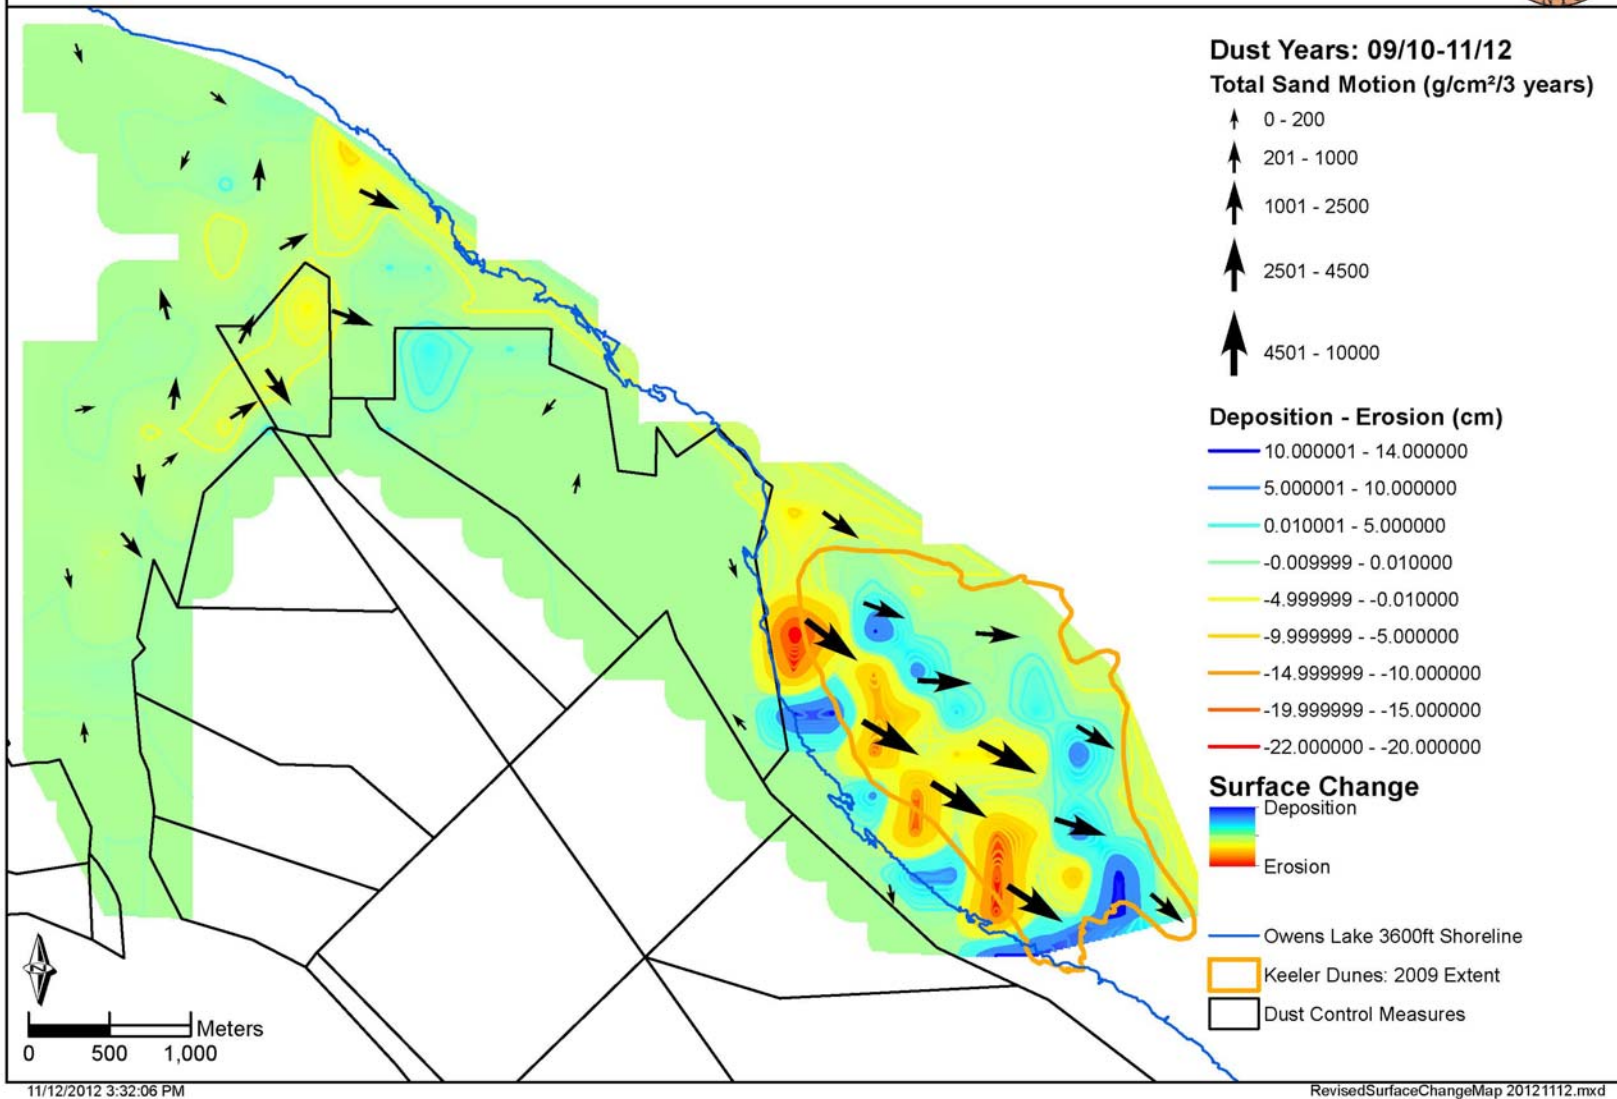 Dust Years: 09/10-11/12
Total Sand Motion (g/cm²/3 years)
0 - 200
201 - 1000
1001 - 2500
2501 - 4500
4501 - 10000
Deposition - Erosion (cm)
10.000001 - 14.000000
5.000001 - 10.000000
0.010001 - 5.000000
-0.009999 - 0.010000
-4.999999 - -0.010000
-9.999999 - -5.000000
-14.999999 - -10.000000
-19.999999 - -15.000000
-22.000000 - -20.000000
Surface Change
Deposition
Erosion
Owens Lake 3600ft Shoreline
Keeler Dunes: 2009 Extent
Dust Control Measures
N
Meters
0 500 1,000
11/12/2012 3:32:06 PM
RevisedSurfaceChangeMap 20121112.mxd